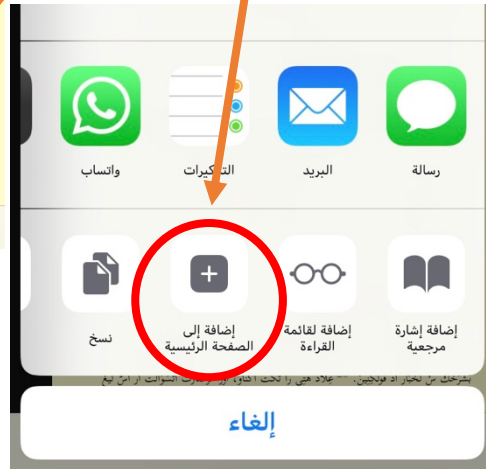 رسالة
البريد
التذكيرات
واتساب
إضافة إشارة
مرجعية
إضافة لقائمة
القراءة
إضافة إلى
الصفحة الرئيسية
نسخ
إلغاء